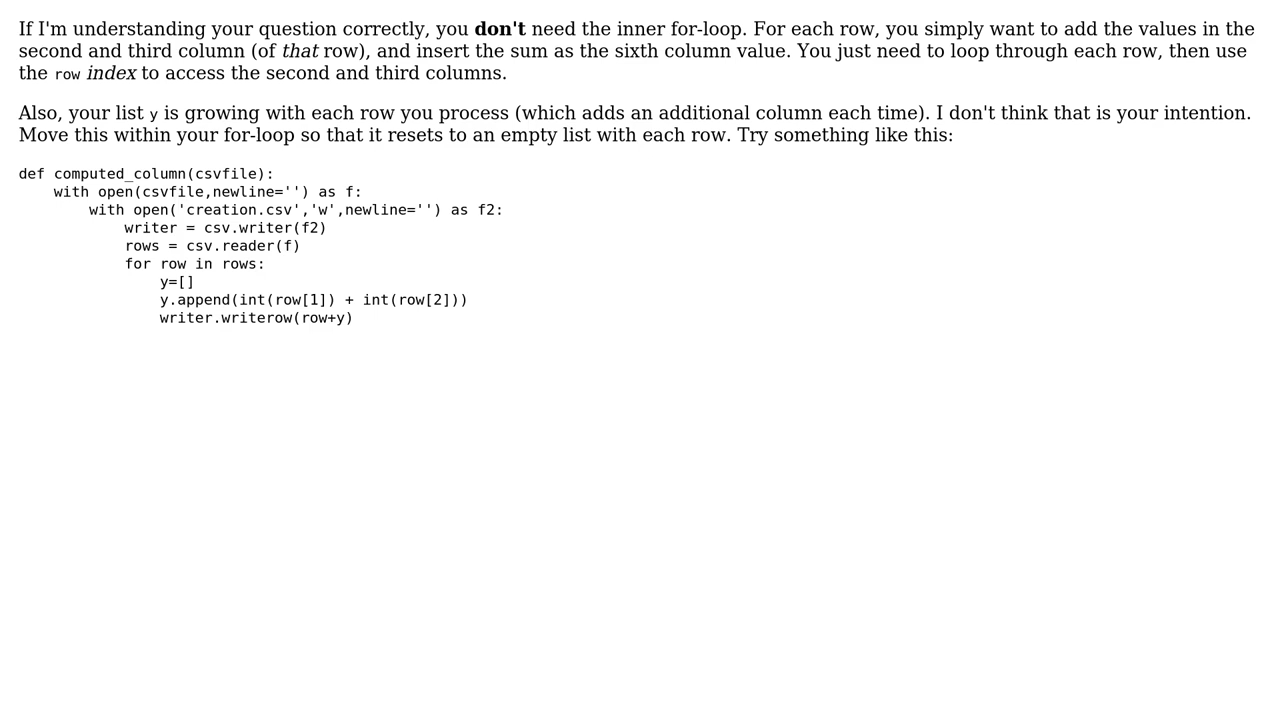 If I'm understanding your question correctly, you don't need the inner for-loop. For each row, you simply want to add the values in the
second and third column (of that row), and insert the sum as the sixth column value. You just need to loop through each row, then use
the row index to access the second and third columns.
Also, your list y is growing with each row you process (which adds an additional column each time). I don't think that is your intention.
Move this within your for-loop so that it resets to an empty list with each row. Try something like this:
def computed_column(csvfile):
    with open(csvfile,newline='') as f:
        with open('creation.csv','w',newline='') as f2:
            writer = csv.writer(f2)
            rows = csv.reader(f)
            for row in rows:
                y=[]
                y.append(int(row[1]) + int(row[2]))
                writer.writerow(row+y)